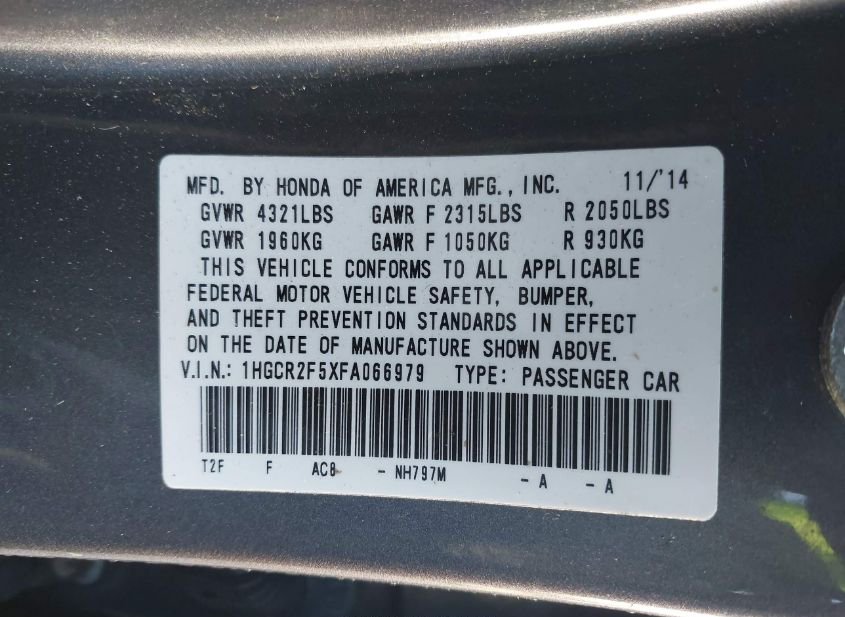 MFD. BY HONDA OF AMERICA MFG., INC. 11/'14
GVWR 4321LBS GAWR F 2315LBS R 2050LBS
GVWR 1960KG GAWR F 1050KG R 930KG
THIS VEHICLE CONFORMS TO ALL APPLICABLE
FEDERAL MOTOR VEHICLE SAFETY, BUMPER,
AND THEFT PREVENTION STANDARDS IN EFFECT
ON THE DATE OF MANUFACTURE SHOWN ABOVE.
V.I.N.: 1HGCR2F5XFA066979 TYPE: PASSENGER CAR
T2F F AC8 - NH797M - A - A